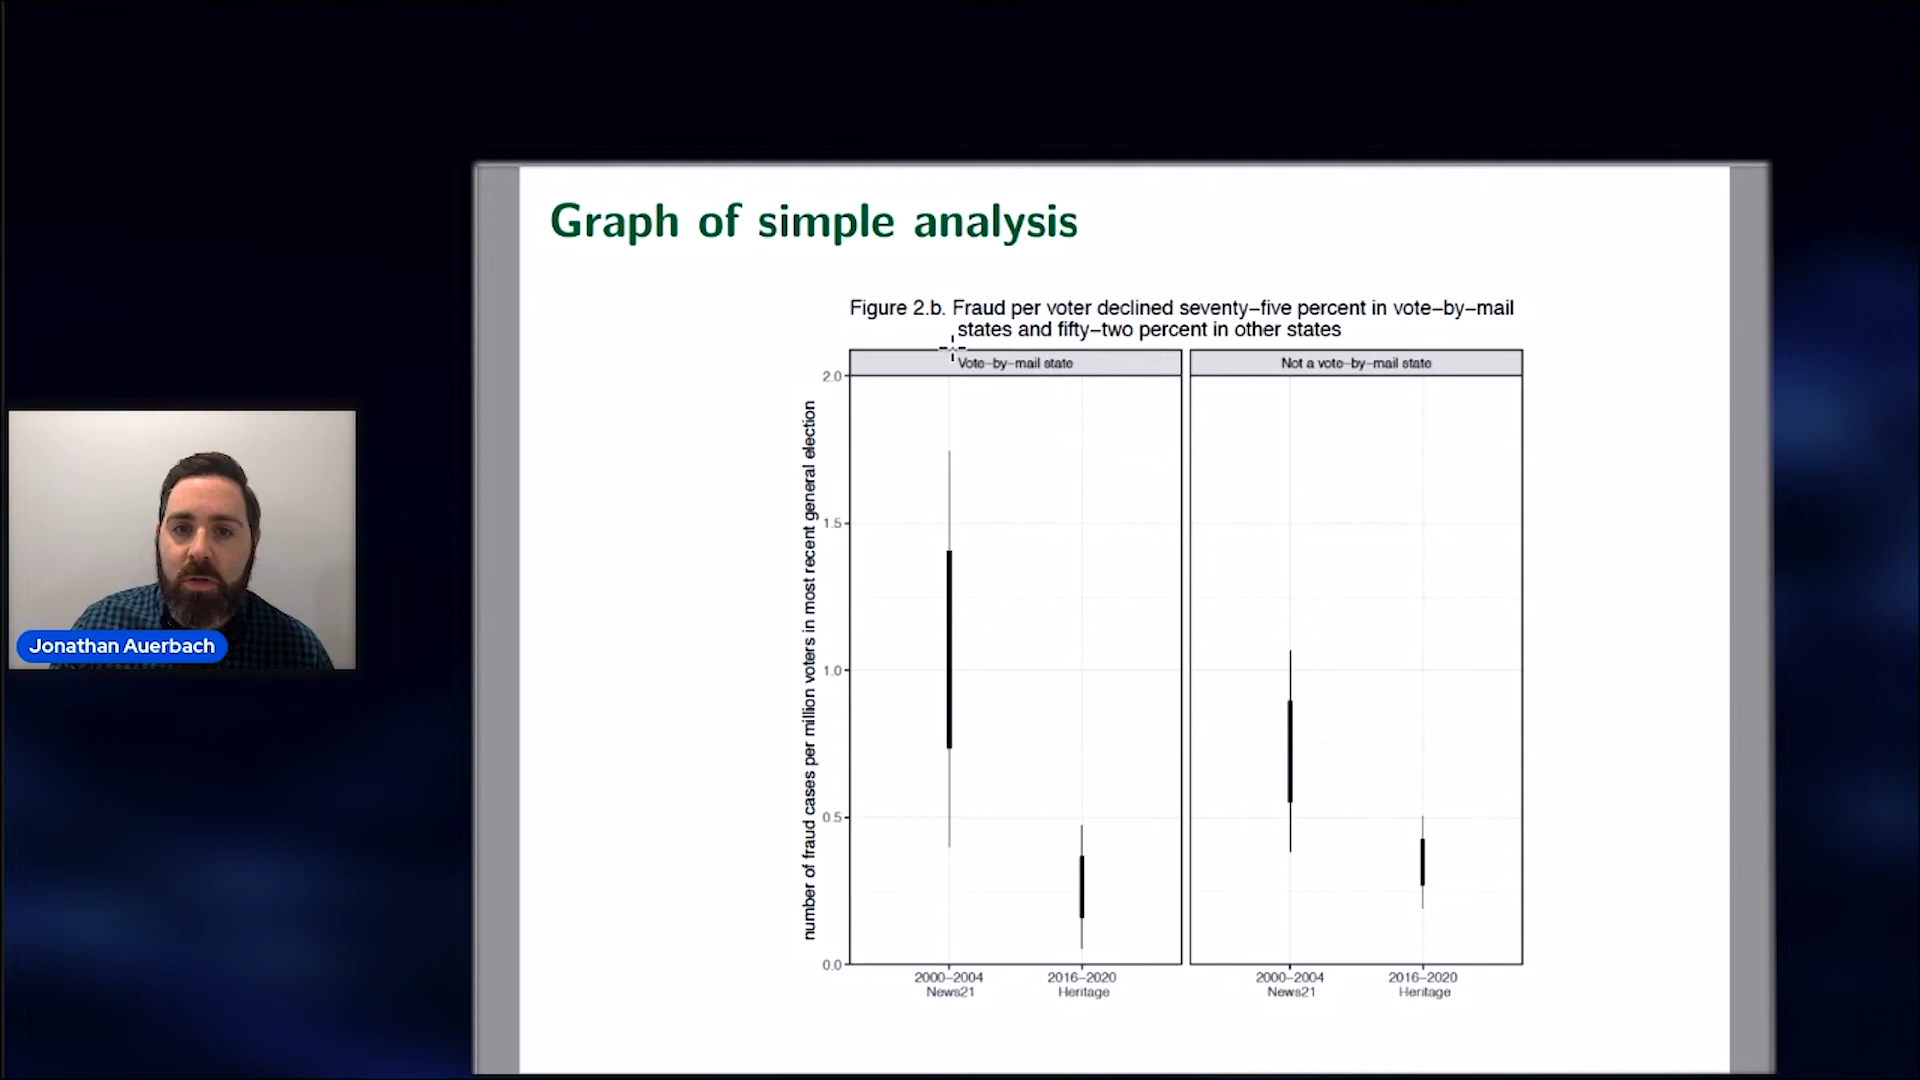 Graph of simple analysis
Figure 2.b. Fraud per voter declined seventy–five percent in vote–by–mail
states and fifty–two percent in other states
Vote–by–mail state
Not a vote–by–mail state
number of fraud cases per million voters in most recent general election
2.0
1.5
1.0
0.5
0.0
2000–2004
News21
2016–2020
Heritage
2000–2004
News21
2016–2020
Heritage
Jonathan Auerbach